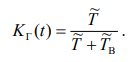 K_Г(t) = T̃ / (T̃ + T̃_В).